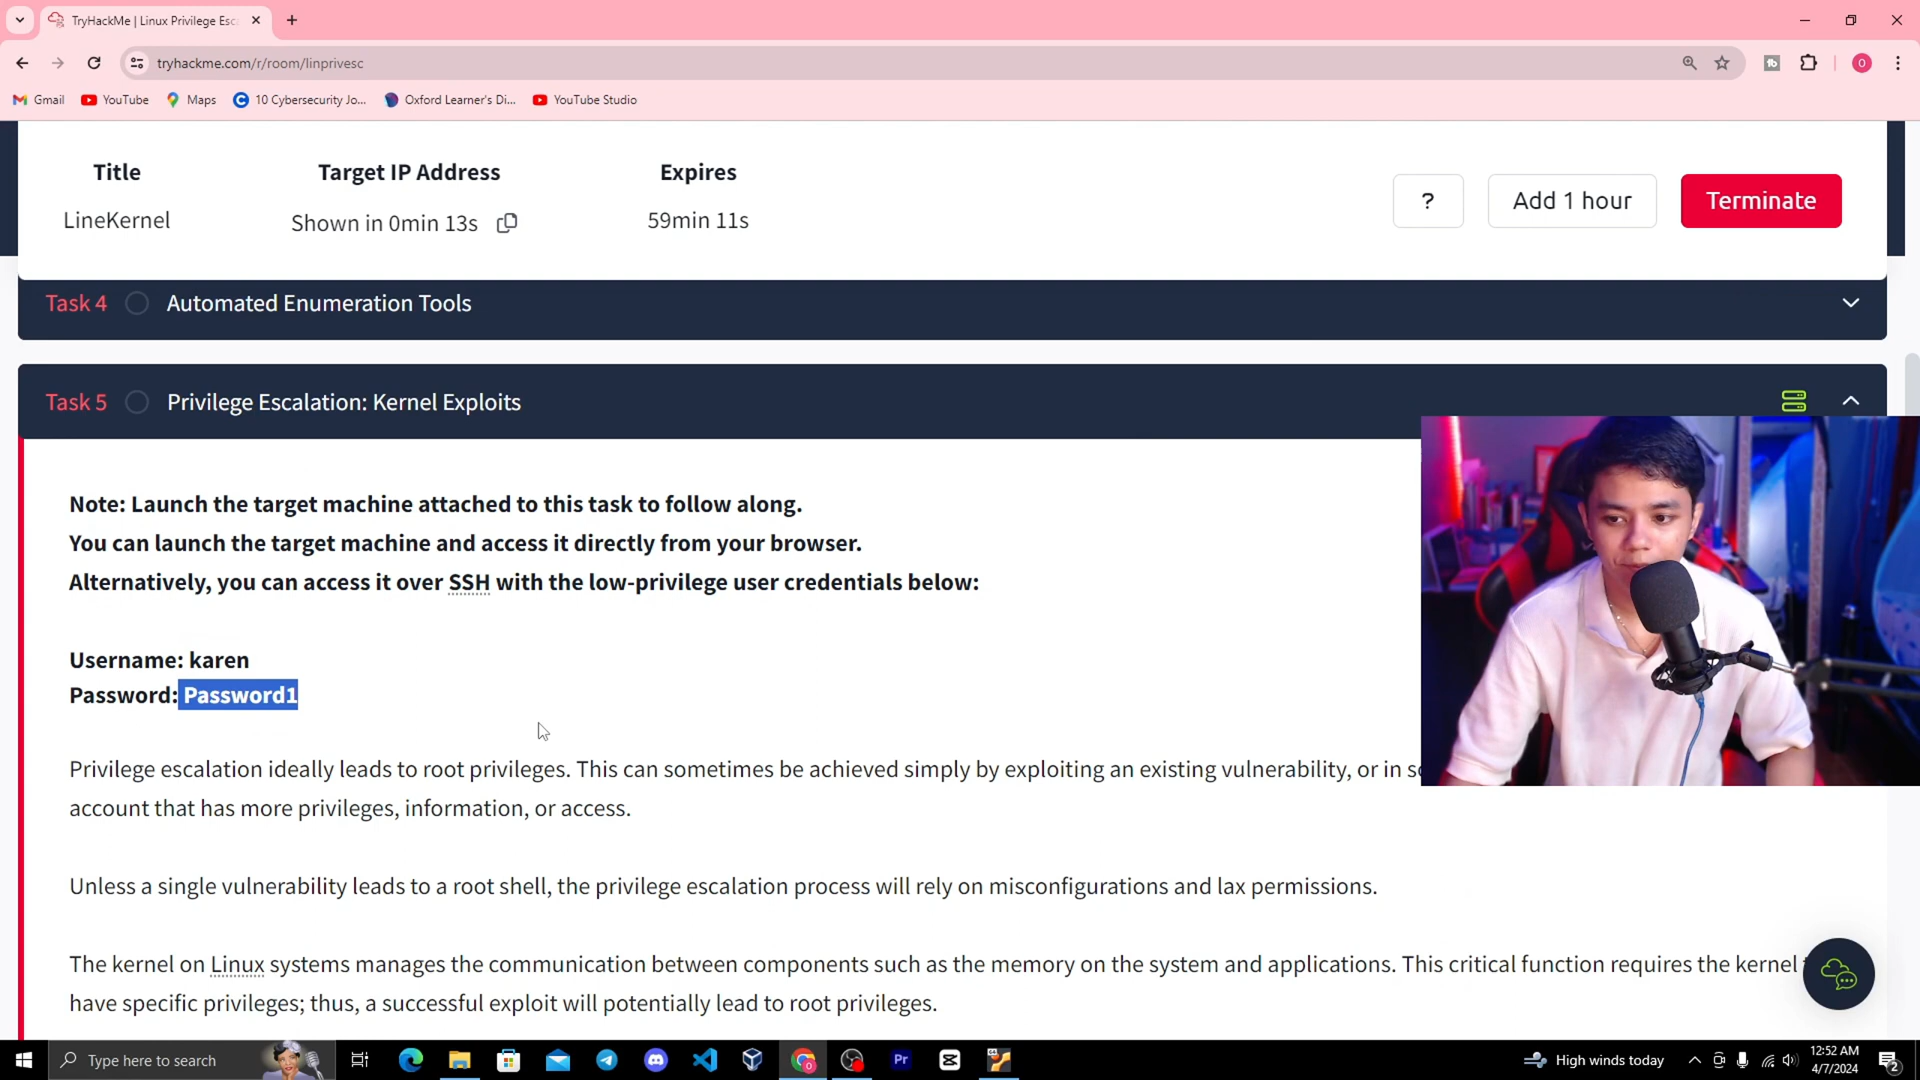 TryHackMe | Linux Privilege Esc
tryhackme.com/r/room/linprivesc
O
Gmail
YouTube
Maps
10 Cybersecurity Jo...
Oxford Learner's Di...
YouTube Studio
Title
Target IP Address
Expires
LineKernel
Shown in 0min 13s
59min 11s
?
Add 1 hour
Terminate
Task 4
Automated Enumeration Tools
Task 5
Privilege Escalation: Kernel Exploits
Note: Launch the target machine attached to this task to follow along.
You can launch the target machine and access it directly from your browser.
Alternatively, you can access it over SSH with the low-privilege user credentials below:
Username: karen
Password: Password1
Privilege escalation ideally leads to root privileges. This can sometimes be achieved simply by exploiting an existing vulnerability, or in so
account that has more privileges, information, or access.
Unless a single vulnerability leads to a root shell, the privilege escalation process will rely on misconfigurations and lax permissions.
The kernel on Linux systems manages the communication between components such as the memory on the system and applications. This critical function requires the kernel
have specific privileges; thus, a successful exploit will potentially lead to root privileges.
Type here to search
Pr
High winds today
12:52 AM
4/7/2024
2